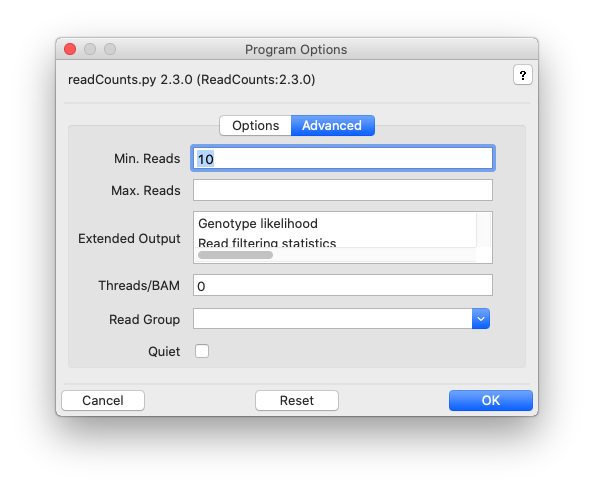 Program Options
readCounts.py 2.3.0 (ReadCounts:2.3.0)
?
Options
Advanced
Min. Reads
10
Max. Reads
Extended Output
Genotype likelihood
Read filtering statistics
Threads/BAM
0
Read Group
Quiet
Cancel
Reset
OK